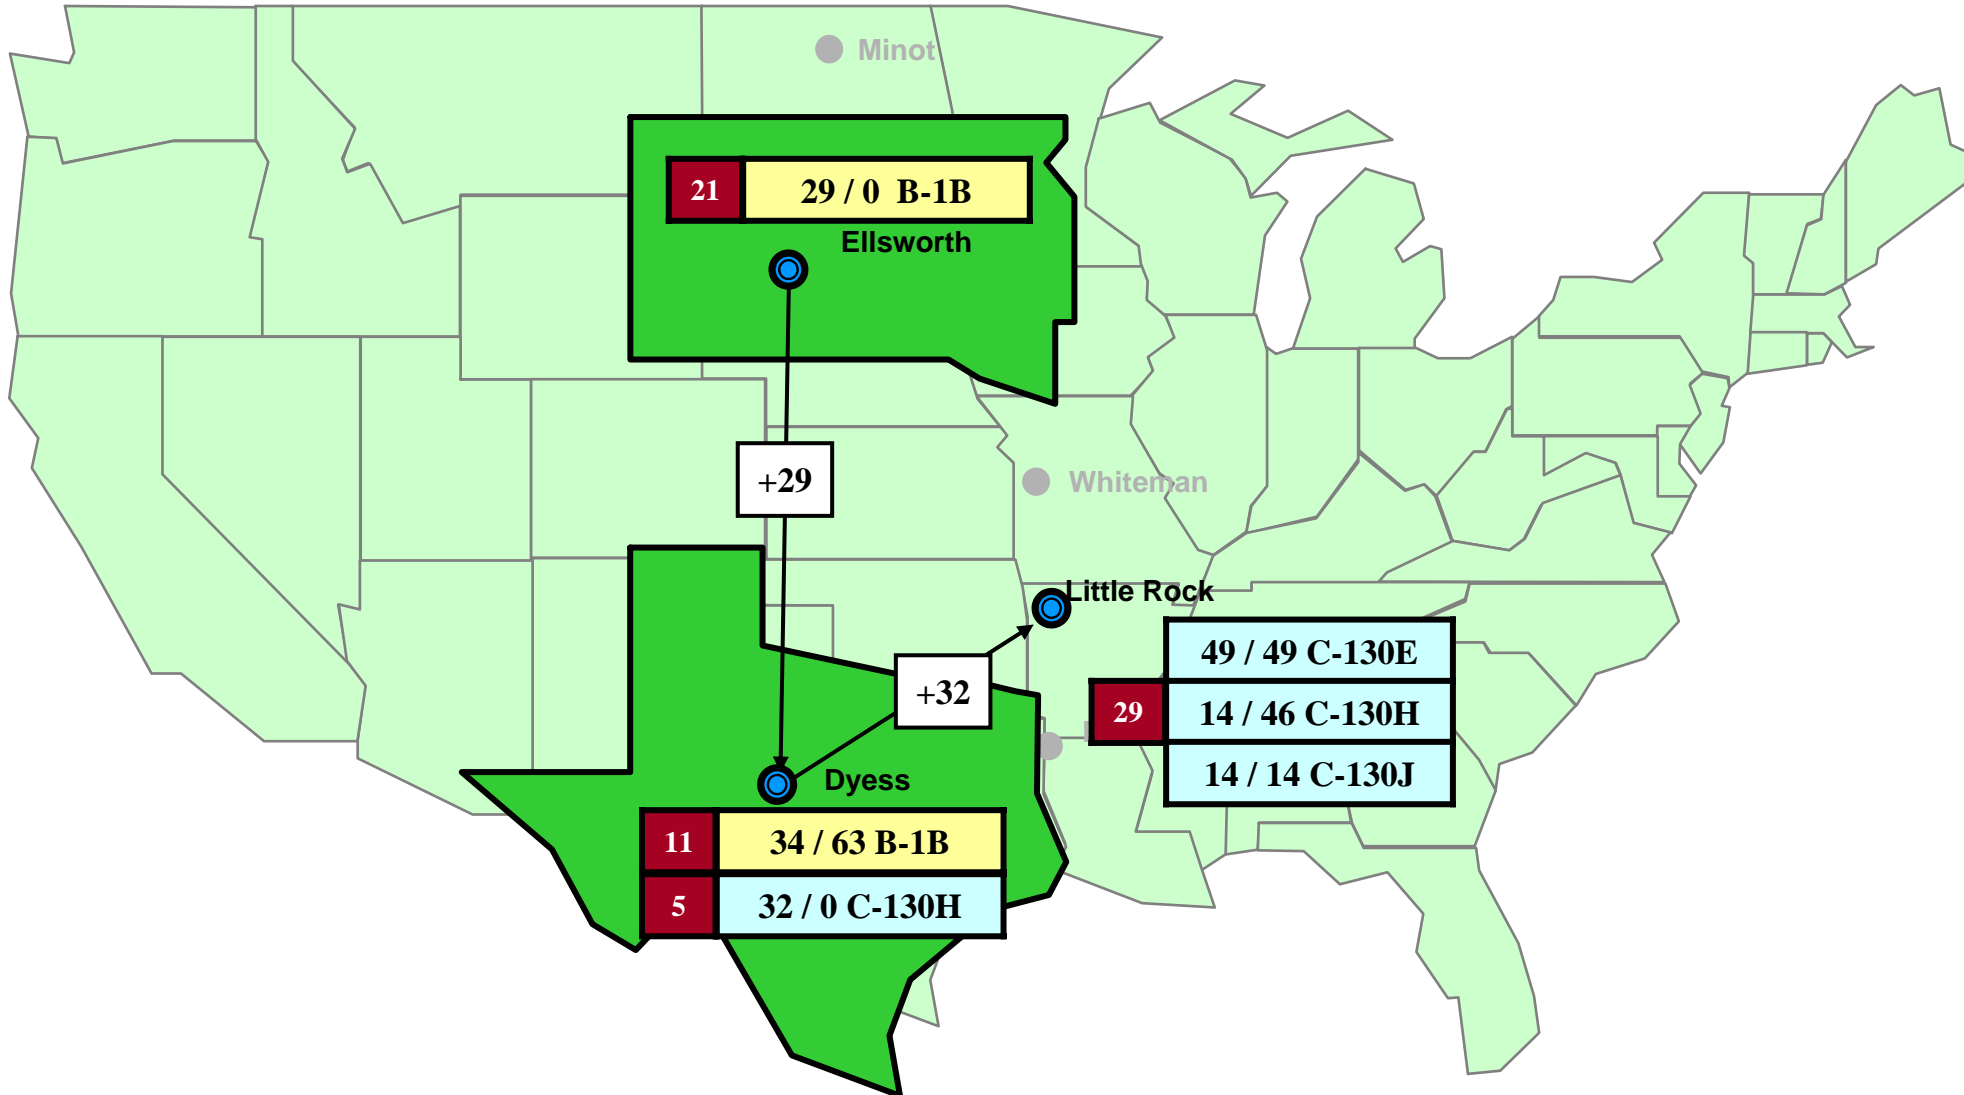 Minot
21 29 / 0 B-1B
Ellsworth
+29
Whiteman
Little Rock
49 / 49 C-130E
+32
29 14 / 46 C-130H
14 / 14 C-130J
Dyess
11 34 / 63 B-1B
5 32 / 0 C-130H